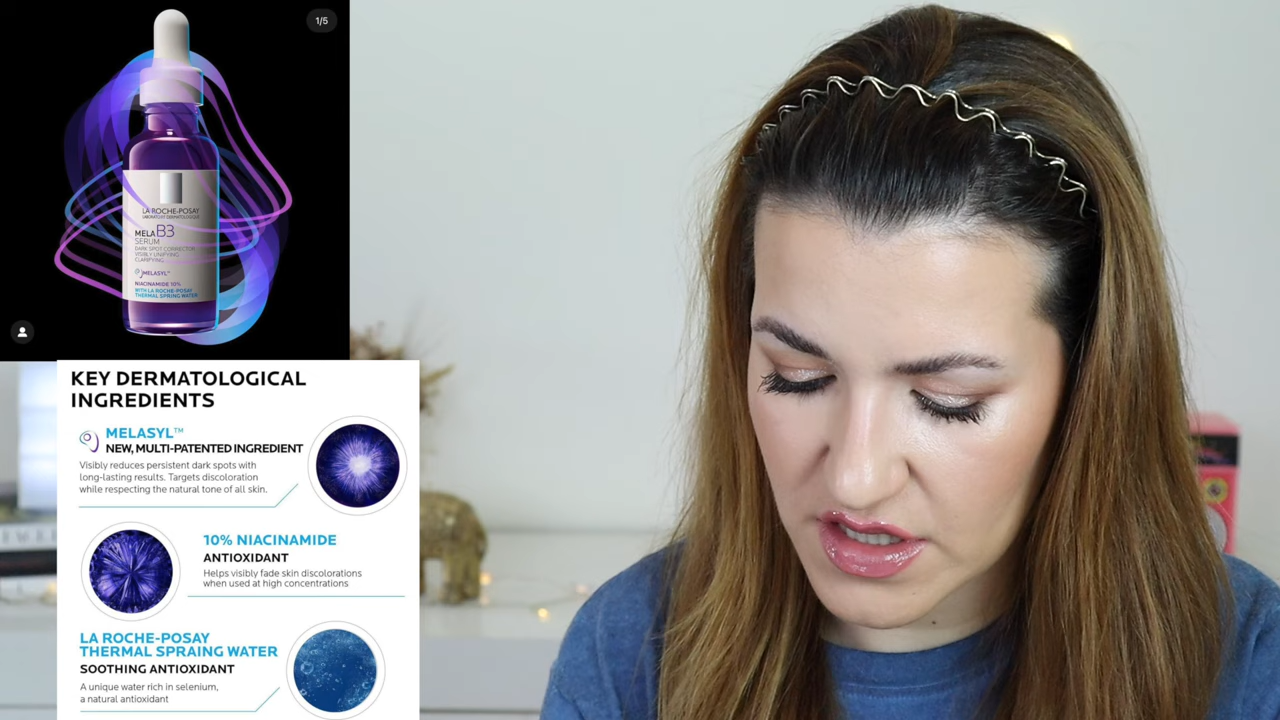 1/5
LA ROCHE-POSAY
LABORATOIRE DERMATOLOGIQUE
MELA B3
SERUM
DARK SPOT CORRECTOR
VISIBLY UNIFYING
CLARIFYING
MELASYL™
NIACINAMIDE 10%
WITH LA ROCHE-POSAY
THERMAL SPRING WATER
KEY DERMATOLOGICAL
INGREDIENTS
MELASYL™
NEW, MULTI-PATENTED INGREDIENT
Visibly reduces persistent dark spots with
long-lasting results. Targets discoloration
while respecting the natural tone of all skin.
10% NIACINAMIDE
ANTIOXIDANT
Helps visibly fade skin discolorations
when used at high concentrations
LA ROCHE-POSAY
THERMAL SPRAING WATER
SOOTHING ANTIOXIDANT
A unique water rich in selenium,
a natural antioxidant